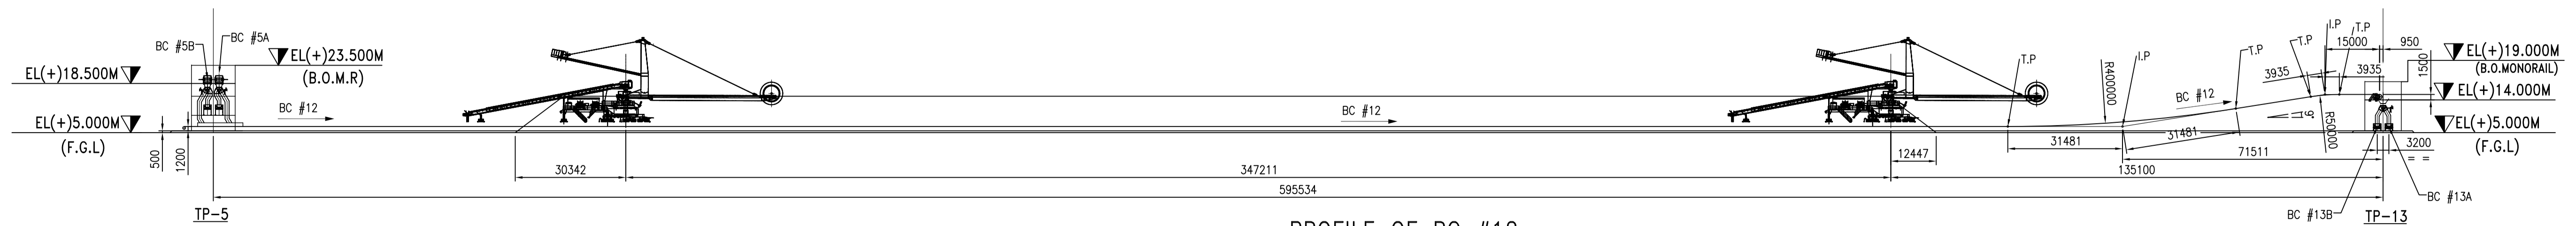 BC #5B
BC #5A
EL(+)23.500M
(B.O.M.R)
EL(+)18.500M
BC #12
EL(+)5.000M
(F.G.L)
500
1200
30342
347211
595534
TP-5
BC #12
12447
135100
T.P
R400000
I.P
31481
31481
71511
BC #12
T.P
T.P
I.P
T.P
15000
950
3935
3935
1500
9°
R50000
EL(+)19.000M
(B.O.MONORAIL)
EL(+)14.000M
EL(+)5.000M
(F.G.L)
3200
= =
BC #13A
BC #13B
TP-13